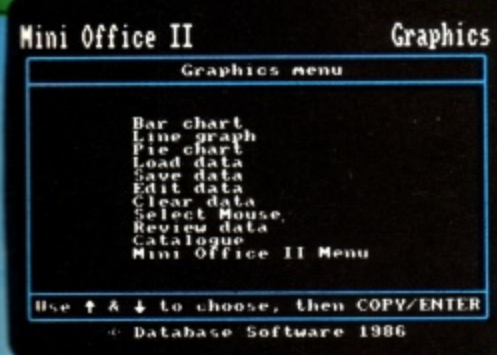 Mini Office II Graphics
Graphics menu
Bar chart
Line graph
Pie chart
Load data
Save data
Edit data
Clear data
Select Mouse
Review data
Catalogue
Mini Office II Menu
Use ↑ & ↓ to choose, then COPY/ENTER
© Database Software 1986